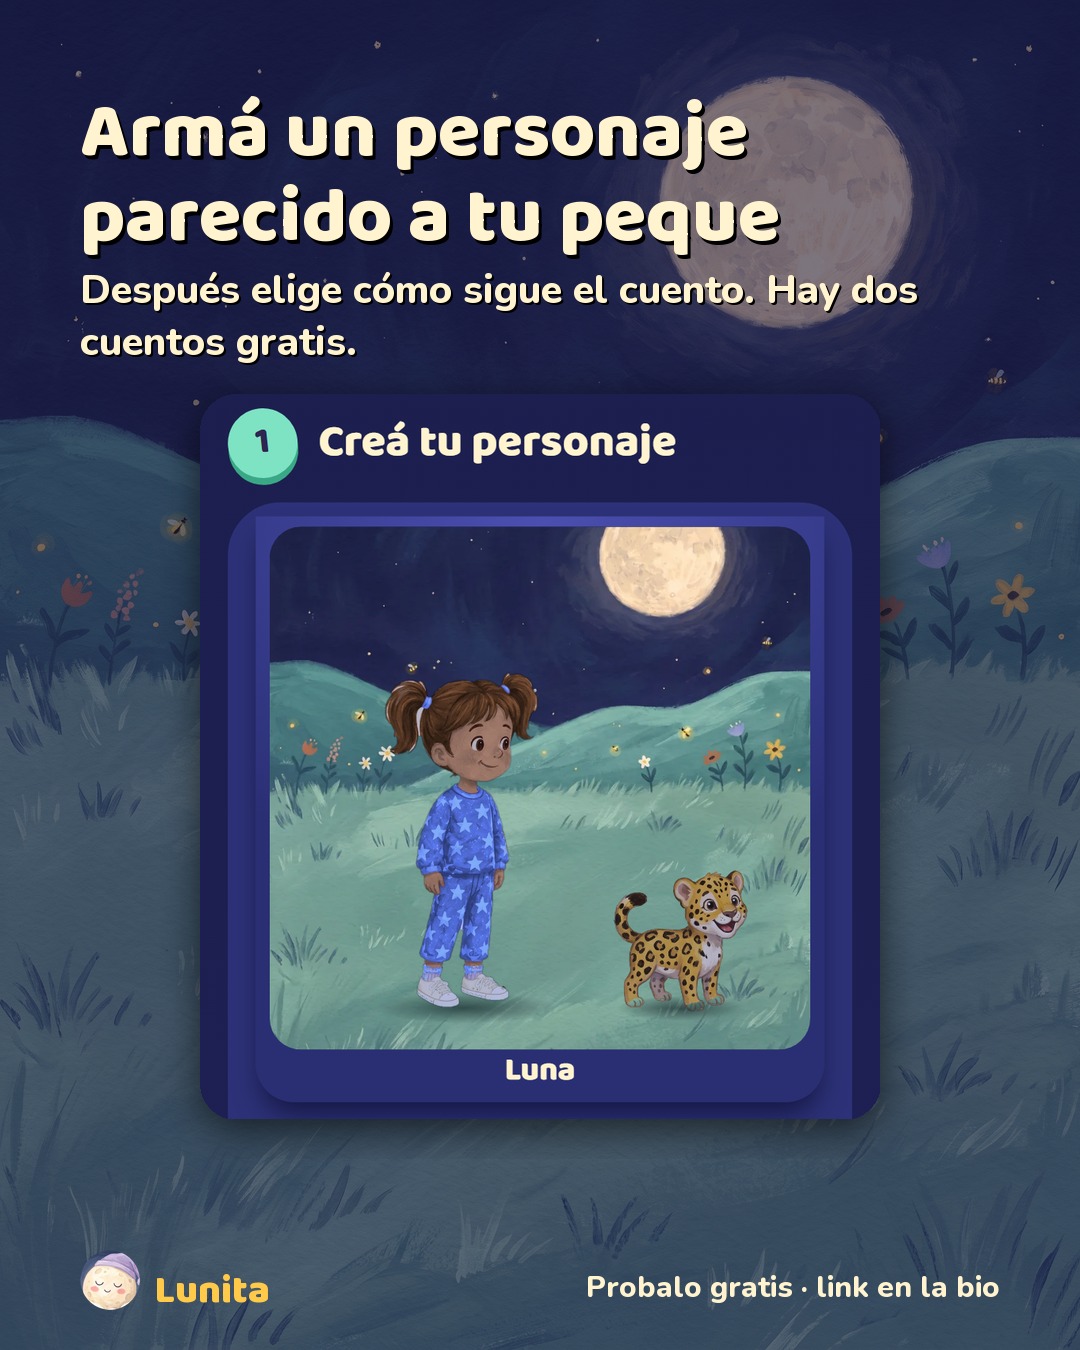 Armá un personaje
parecido a tu peque
Después elige cómo sigue el cuento. Hay dos
cuentos gratis.
1
Creá tu personaje
Luna
Lunita
Probalo gratis · link en la bio